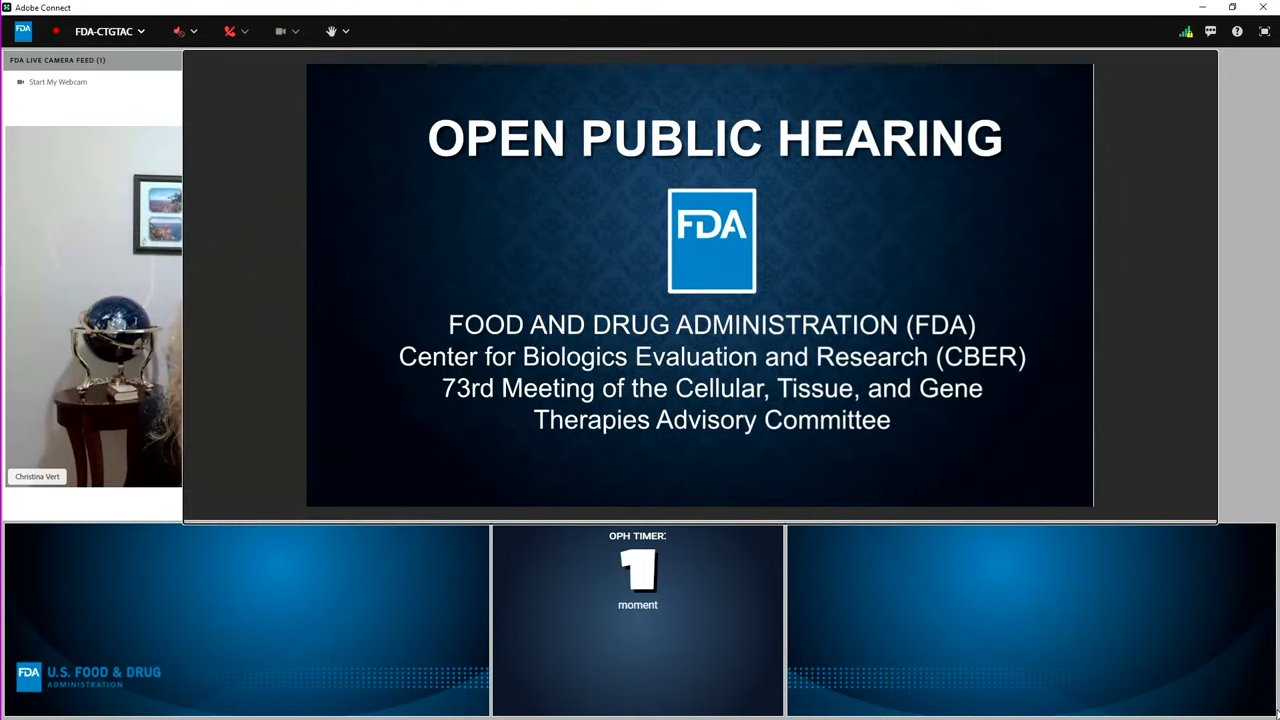 Adobe Connect
FDA
FDA-CTGTAC
FDA LIVE CAMERA FEED (1)
Start My Webcam
Christina Vert
OPEN PUBLIC HEARING
FDA
FOOD AND DRUG ADMINISTRATION (FDA)
Center for Biologics Evaluation and Research (CBER)
73rd Meeting of the Cellular, Tissue, and Gene
Therapies Advisory Committee
OPH TIMER:
1
moment
FDA
U.S. FOOD & DRUG
ADMINISTRATION